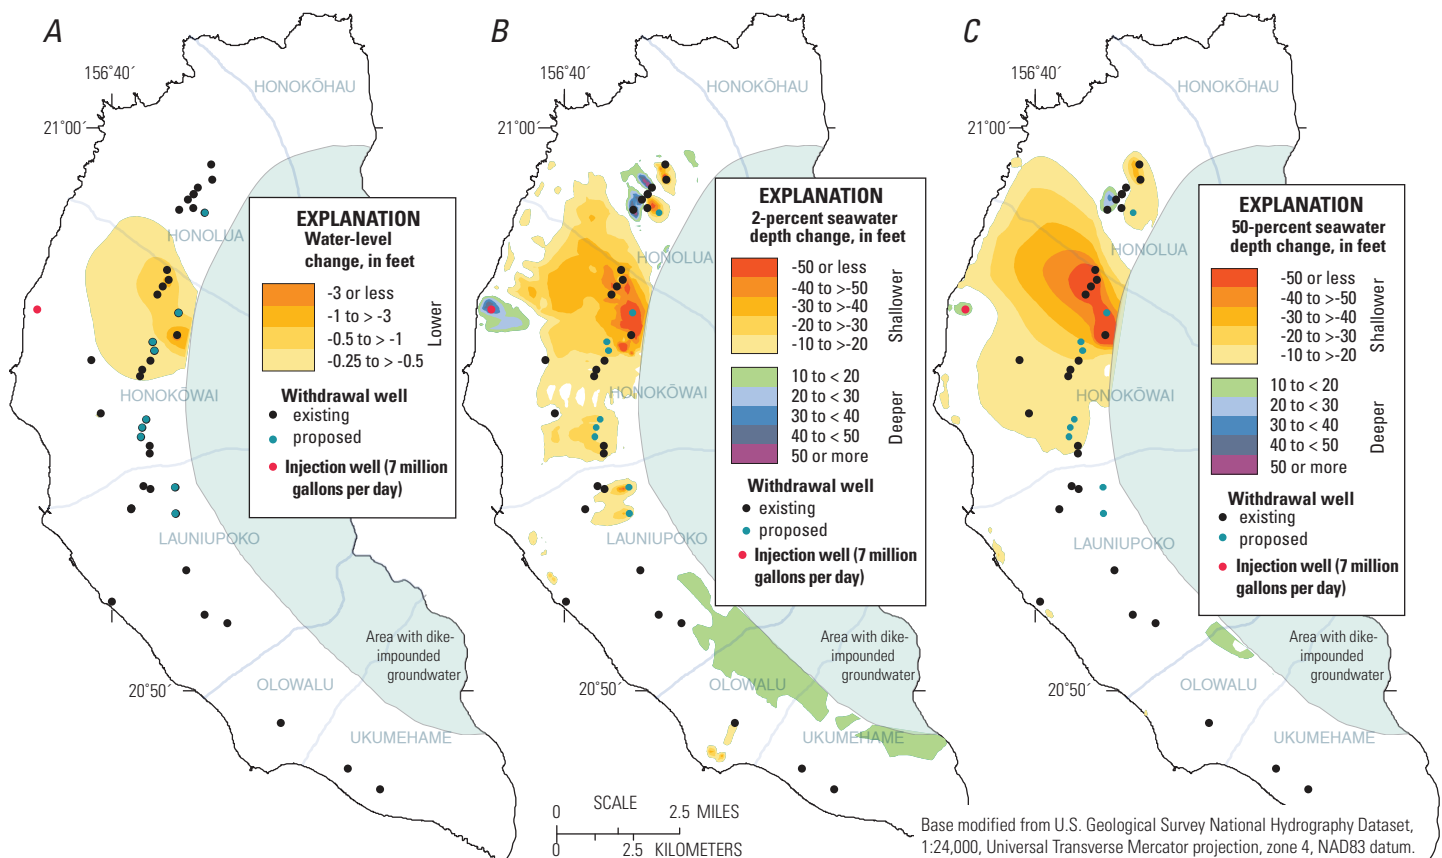 A
156°40´
21°00´
HONOKŌHAU
HONOLUA
HONOKŌWAI
LAUNIUPOKO
OLOWALU
UKUMEHAME
20°50´
Area with dike-
impounded
groundwater
EXPLANATION
Water-level
change, in feet
-3 or less
-1 to > -3
-0.5 to > -1
-0.25 to > -0.5
Lower
Withdrawal well
existing
proposed
Injection well (7 million
gallons per day)
B
156°40´
21°00´
HONOKŌHAU
HONOLUA
HONOKŌWAI
LAUNIUPOKO
OLOWALU
UKUMEHAME
20°50´
Area with dike-
impounded
groundwater
EXPLANATION
2-percent seawater
depth change, in feet
-50 or less
-40 to >-50
-30 to >-40
-20 to >-30
-10 to >-20
Shallower
10 to < 20
20 to < 30
30 to < 40
40 to < 50
50 or more
Deeper
Withdrawal well
existing
proposed
Injection well (7 million
gallons per day)
C
156°40´
21°00´
HONOKŌHAU
HONOLUA
HONOKŌWAI
LAUNIUPOKO
OLOWALU
UKUMEHAME
20°50´
Area with dike-
impounded
groundwater
EXPLANATION
50-percent seawater
depth change, in feet
-50 or less
-40 to >-50
-30 to >-40
-20 to >-30
-10 to >-20
Shallower
10 to < 20
20 to < 30
30 to < 40
40 to < 50
50 or more
Deeper
Withdrawal well
existing
proposed
Injection well (7 million
gallons per day)
SCALE
0 2.5 MILES
0 2.5 KILOMETERS
Base modified from U.S. Geological Survey National Hydrography Dataset,
1:24,000, Universal Transverse Mercator projection, zone 4, NAD83 datum.